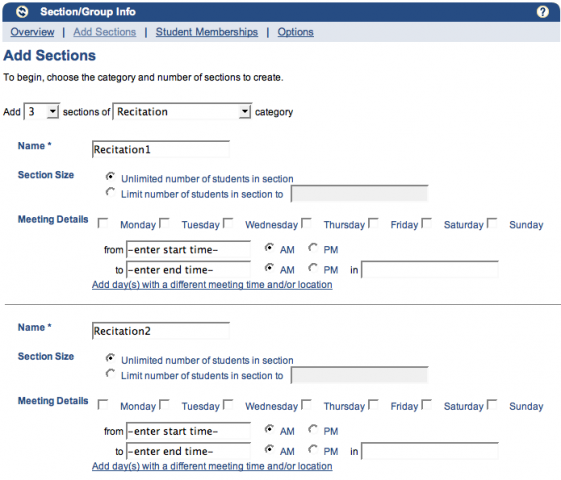 Section/Group Info ?
Overview | Add Sections | Student Memberships | Options
Add Sections
To begin, choose the category and number of sections to create.
Add 3 sections of Recitation category
Name * Recitation1
Section Size Unlimited number of students in section
Limit number of students in section to
Meeting Details Monday Tuesday Wednesday Thursday Friday Saturday Sunday
from -enter start time- AM PM
to -enter end time- AM PM in
Add day(s) with a different meeting time and/or location
Name * Recitation2
Section Size Unlimited number of students in section
Limit number of students in section to
Meeting Details Monday Tuesday Wednesday Thursday Friday Saturday Sunday
from -enter start time- AM PM
to -enter end time- AM PM in
Add day(s) with a different meeting time and/or location